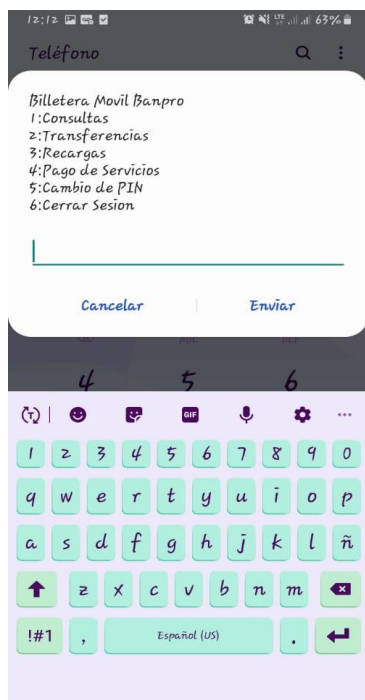 12:12 63%
LTE
Teléfono
Billetera Movil Banpro
1:Consultas
2:Transferencias
3:Recargas
4:Pago de Servicios
5:Cambio de PIN
6:Cerrar Sesion
Cancelar Enviar
4 5 6
GIF
1 2 3 4 5 6 7 8 9 0
q w e r t y u i o p
a s d f g h j k l ñ
z x c v b n m
!#1 , Español (US) .